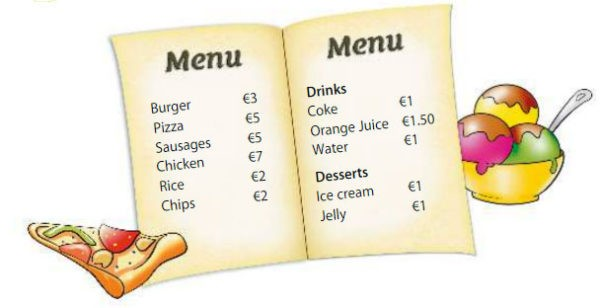 Menu
Burger €3
Pizza €5
Sausages €5
Chicken €7
Rice €2
Chips €2
Menu
Drinks
Coke €1
Orange Juice €1.50
Water €1
Desserts
Ice cream €1
Jelly €1